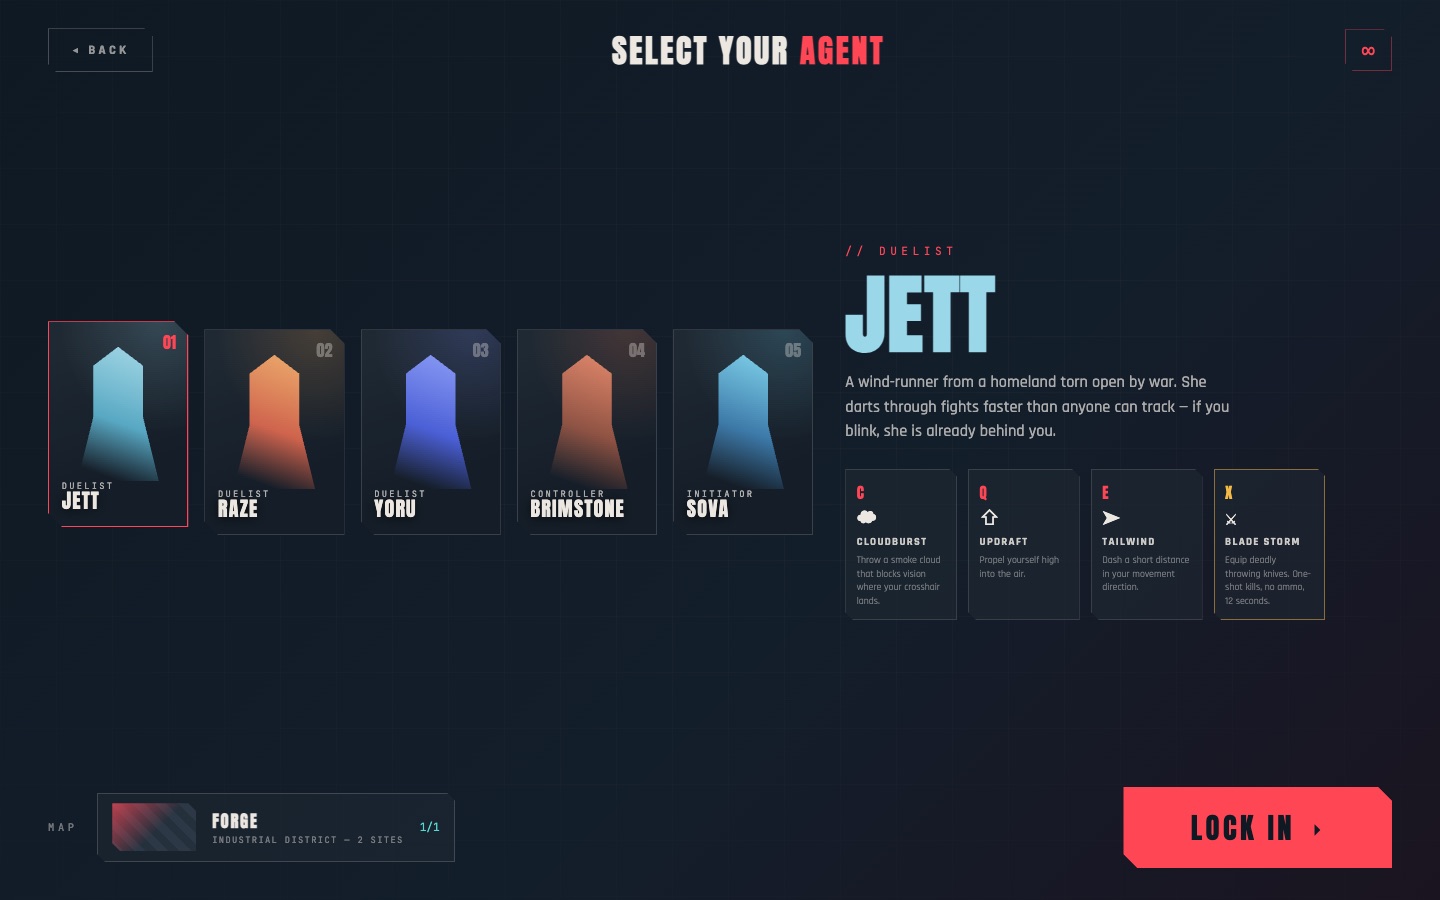 ◂ BACK
SELECT YOUR AGENT
∞
01
DUELIST
JETT
02
DUELIST
RAZE
03
DUELIST
YORU
04
CONTROLLER
BRIMSTONE
05
INITIATOR
SOVA
// DUELIST
JETT
A wind-runner from a homeland torn open by war. She
darts through fights faster than anyone can track — if you
blink, she is already behind you.
C
CLOUDBURST
Throw a smoke cloud
that blocks vision
where your crosshair
lands.
Q
UPDRAFT
Propel yourself high
into the air.
E
TAILWIND
Dash a short distance
in your movement
direction.
X
BLADE STORM
Equip deadly
throwing knives. One-
shot kills, no ammo,
12 seconds.
MAP
FORGE
INDUSTRIAL DISTRICT — 2 SITES
1/1
LOCK IN ▸